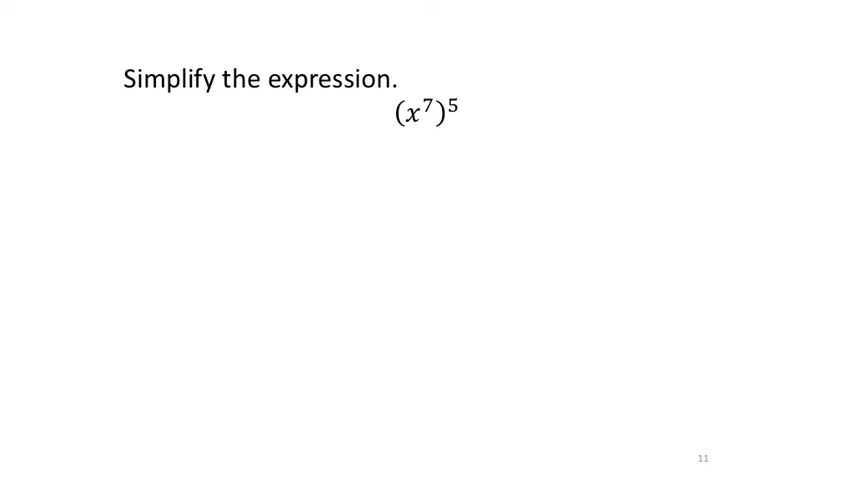 Simplify the expression.
(x⁷)⁵
11